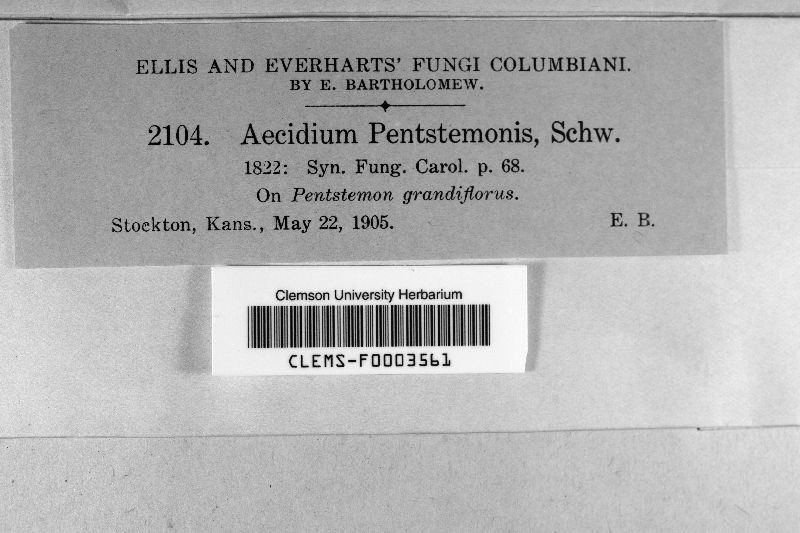 ELLIS AND EVERHARTS' FUNGI COLUMBIANI.
BY E. BARTHOLOMEW.
2104. Aecidium Pentstemonis, Schw.
1822: Syn. Fung. Carol. p. 68.
On Pentstemon grandiflorus.
Stockton, Kans., May 22, 1905. E. B.
Clemson University Herbarium
CLEMS-F0003561